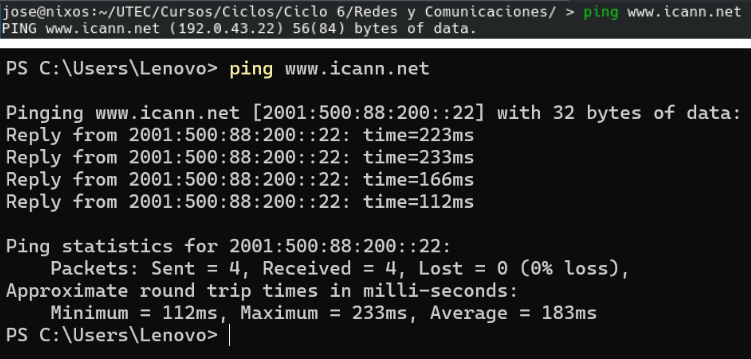 jose@nixos:~/UTEC/Cursos/Ciclos/Ciclo 6/Redes y Comunicaciones/ > ping www.icann.net
PING www.icann.net (192.0.43.22) 56(84) bytes of data.
PS C:\Users\Lenovo> ping www.icann.net
Pinging www.icann.net [2001:500:88:200::22] with 32 bytes of data:
Reply from 2001:500:88:200::22: time=223ms
Reply from 2001:500:88:200::22: time=233ms
Reply from 2001:500:88:200::22: time=166ms
Reply from 2001:500:88:200::22: time=112ms
Ping statistics for 2001:500:88:200::22:
    Packets: Sent = 4, Received = 4, Lost = 0 (0% loss),
Approximate round trip times in milli-seconds:
    Minimum = 112ms, Maximum = 233ms, Average = 183ms
PS C:\Users\Lenovo>